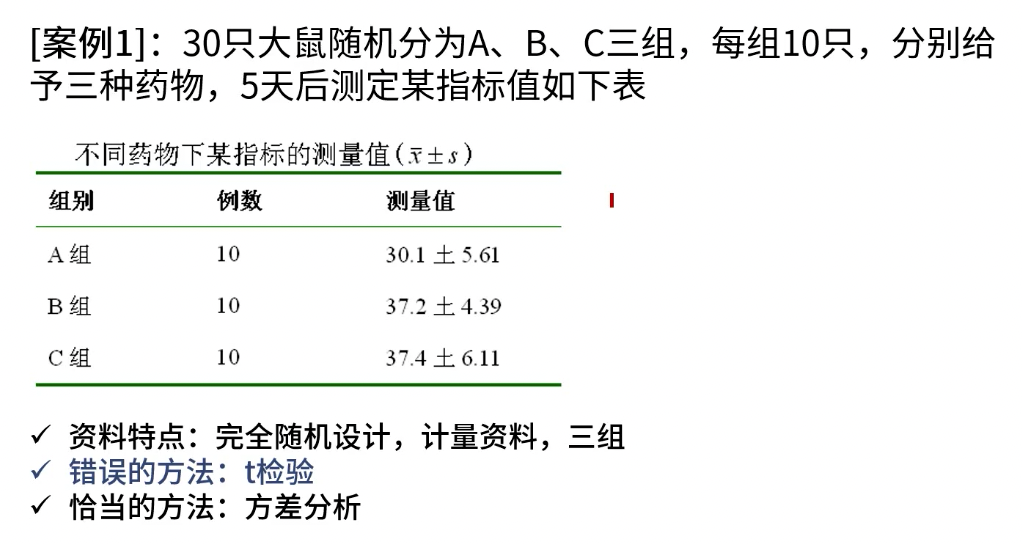 [案例1]：30只大鼠随机分为A、B、C三组，每组10只，分别给
予三种药物，5天后测定某指标值如下表
不同药物下某指标的测量值(x̄±s)
组别 例数 测量值
A 组 10 30.1 土 5.61
B 组 10 37.2 土 4.39
C 组 10 37.4 土 6.11
✓ 资料特点：完全随机设计，计量资料，三组
✓ 错误的方法：t检验
✓ 恰当的方法：方差分析